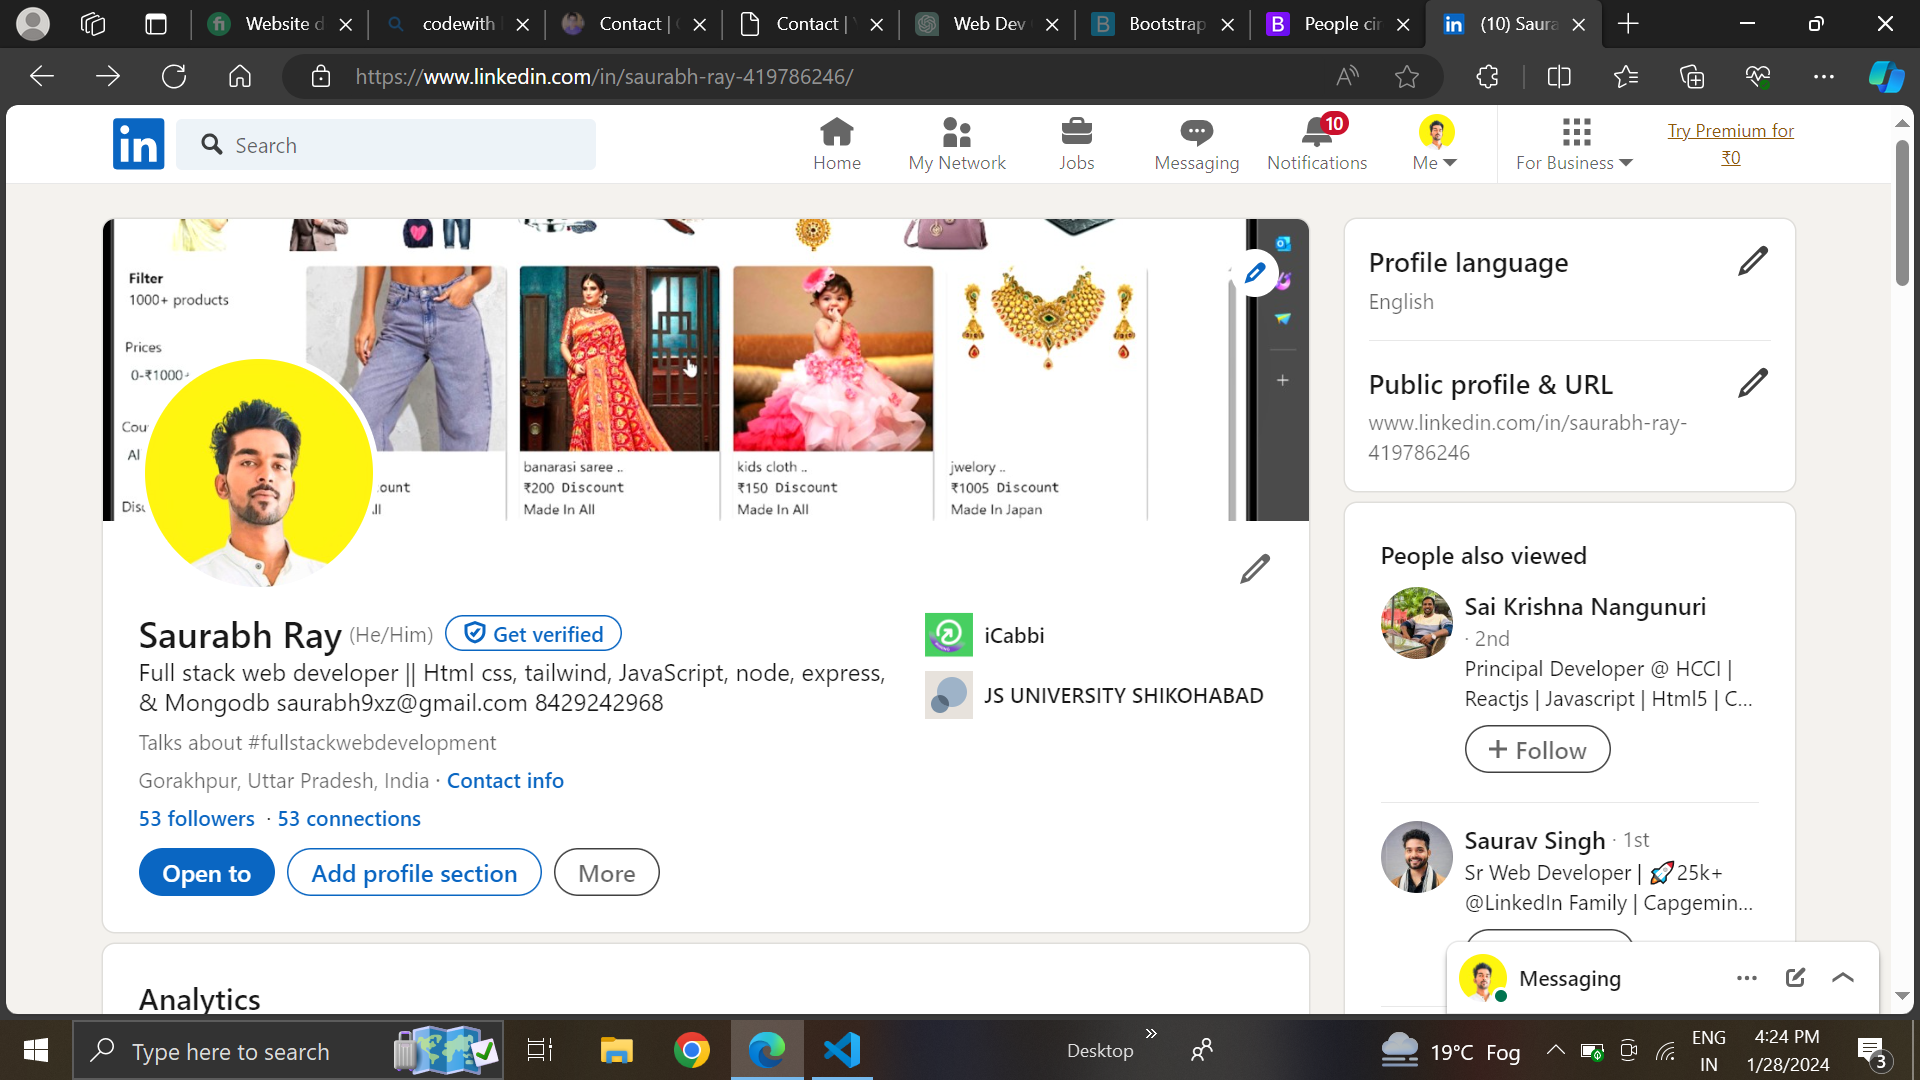 Website d
codewith
Contact |
Contact |
Web Dev
Bootstrap
People cir
(10) Saura
https://www.linkedin.com/in/saurabh-ray-419786246/
in
Search
Home
My Network
Jobs
Messaging
10
Notifications
Me
For Business
Try Premium for
₹0
Filter
1000+ products
Prices
0-₹1000
Cou
Al
Disc
ount
banarasi saree ..
₹200 Discount
Made In All
kids cloth ..
₹150 Discount
Made In All
jwelory ..
₹1005 Discount
Made In Japan
Saurabh Ray (He/Him) Get verified
Full stack web developer || Html css, tailwind, JavaScript, node, express,
& Mongodb saurabh9xz@gmail.com 8429242968
Talks about #fullstackwebdevelopment
Gorakhpur, Uttar Pradesh, India · Contact info
53 followers · 53 connections
Open to
Add profile section
More
iCabbi
JS UNIVERSITY SHIKOHABAD
Analytics
Profile language
English
Public profile & URL
www.linkedin.com/in/saurabh-ray-
419786246
People also viewed
Sai Krishna Nangunuri
· 2nd
Principal Developer @ HCCI |
Reactjs | Javascript | Html5 | C...
+ Follow
Saurav Singh · 1st
Sr Web Developer | 🚀25k+
@LinkedIn Family | Capgemin...
Messaging
Type here to search
Desktop
19°C Fog
ENG
IN
4:24 PM
1/28/2024
3